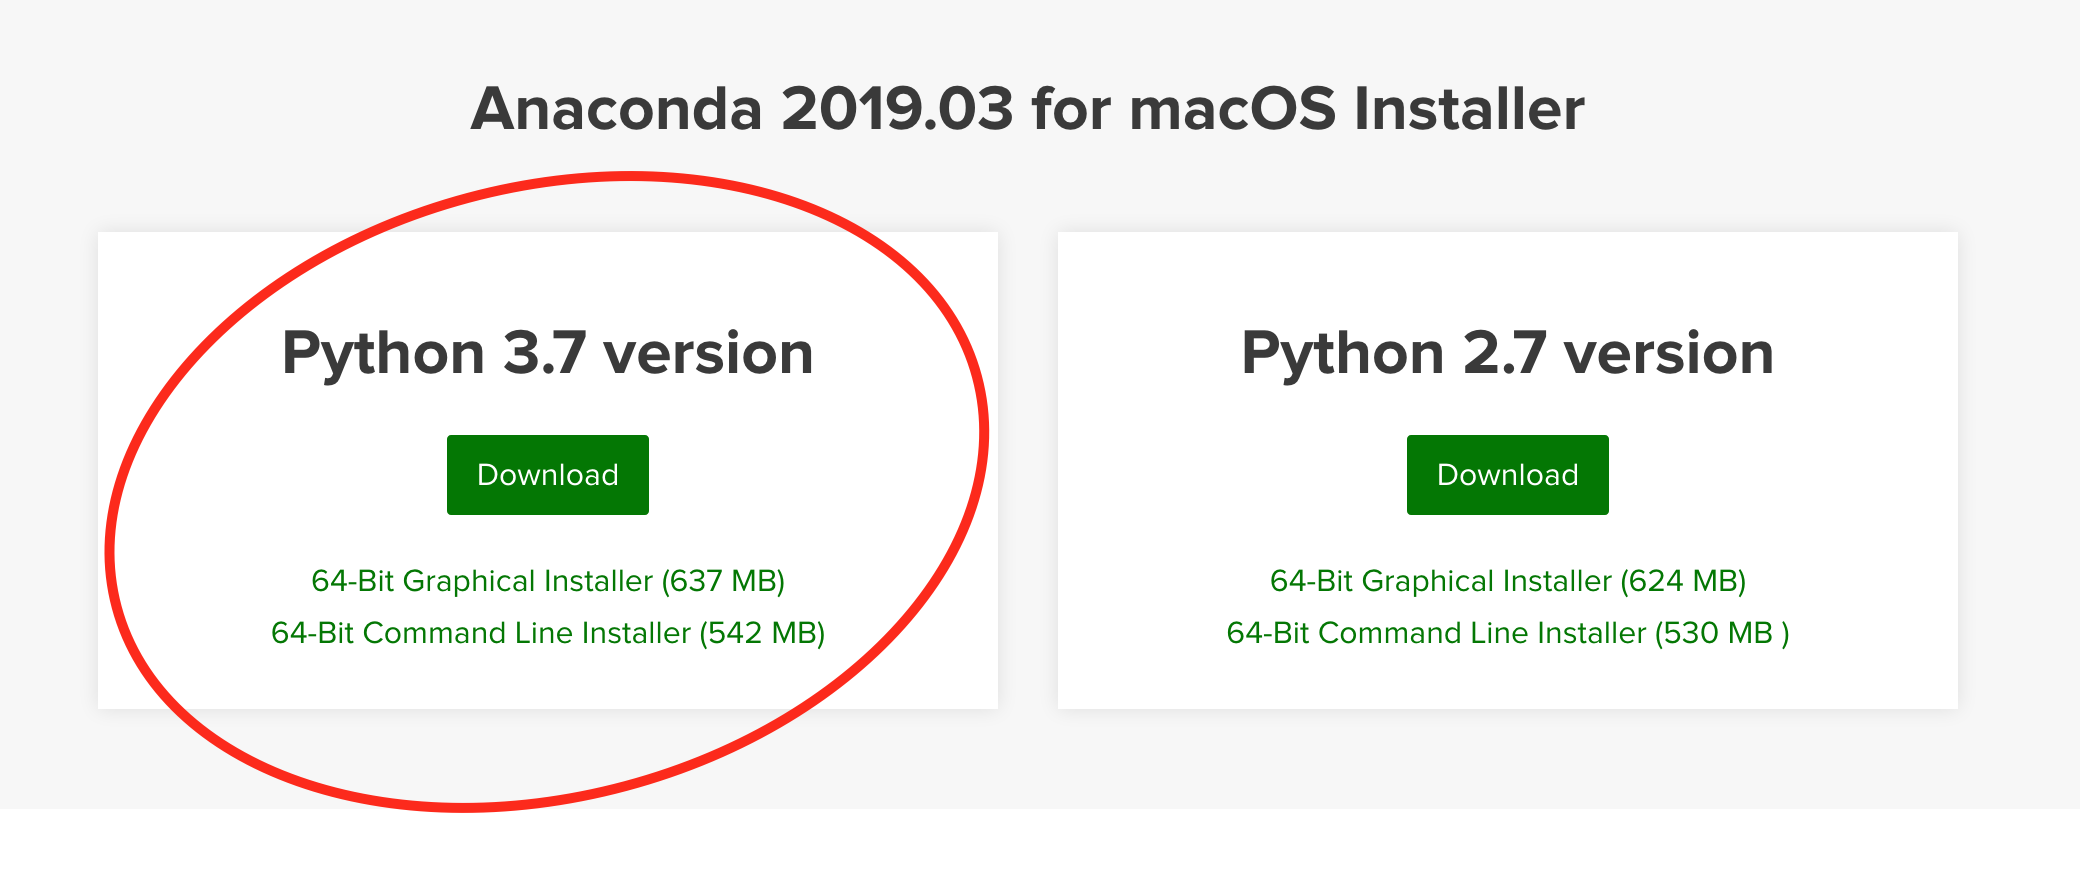 Anaconda 2019.03 for macOS Installer
Python 3.7 version
Download
64-Bit Graphical Installer (637 MB)
64-Bit Command Line Installer (542 MB)
Python 2.7 version
Download
64-Bit Graphical Installer (624 MB)
64-Bit Command Line Installer (530 MB )